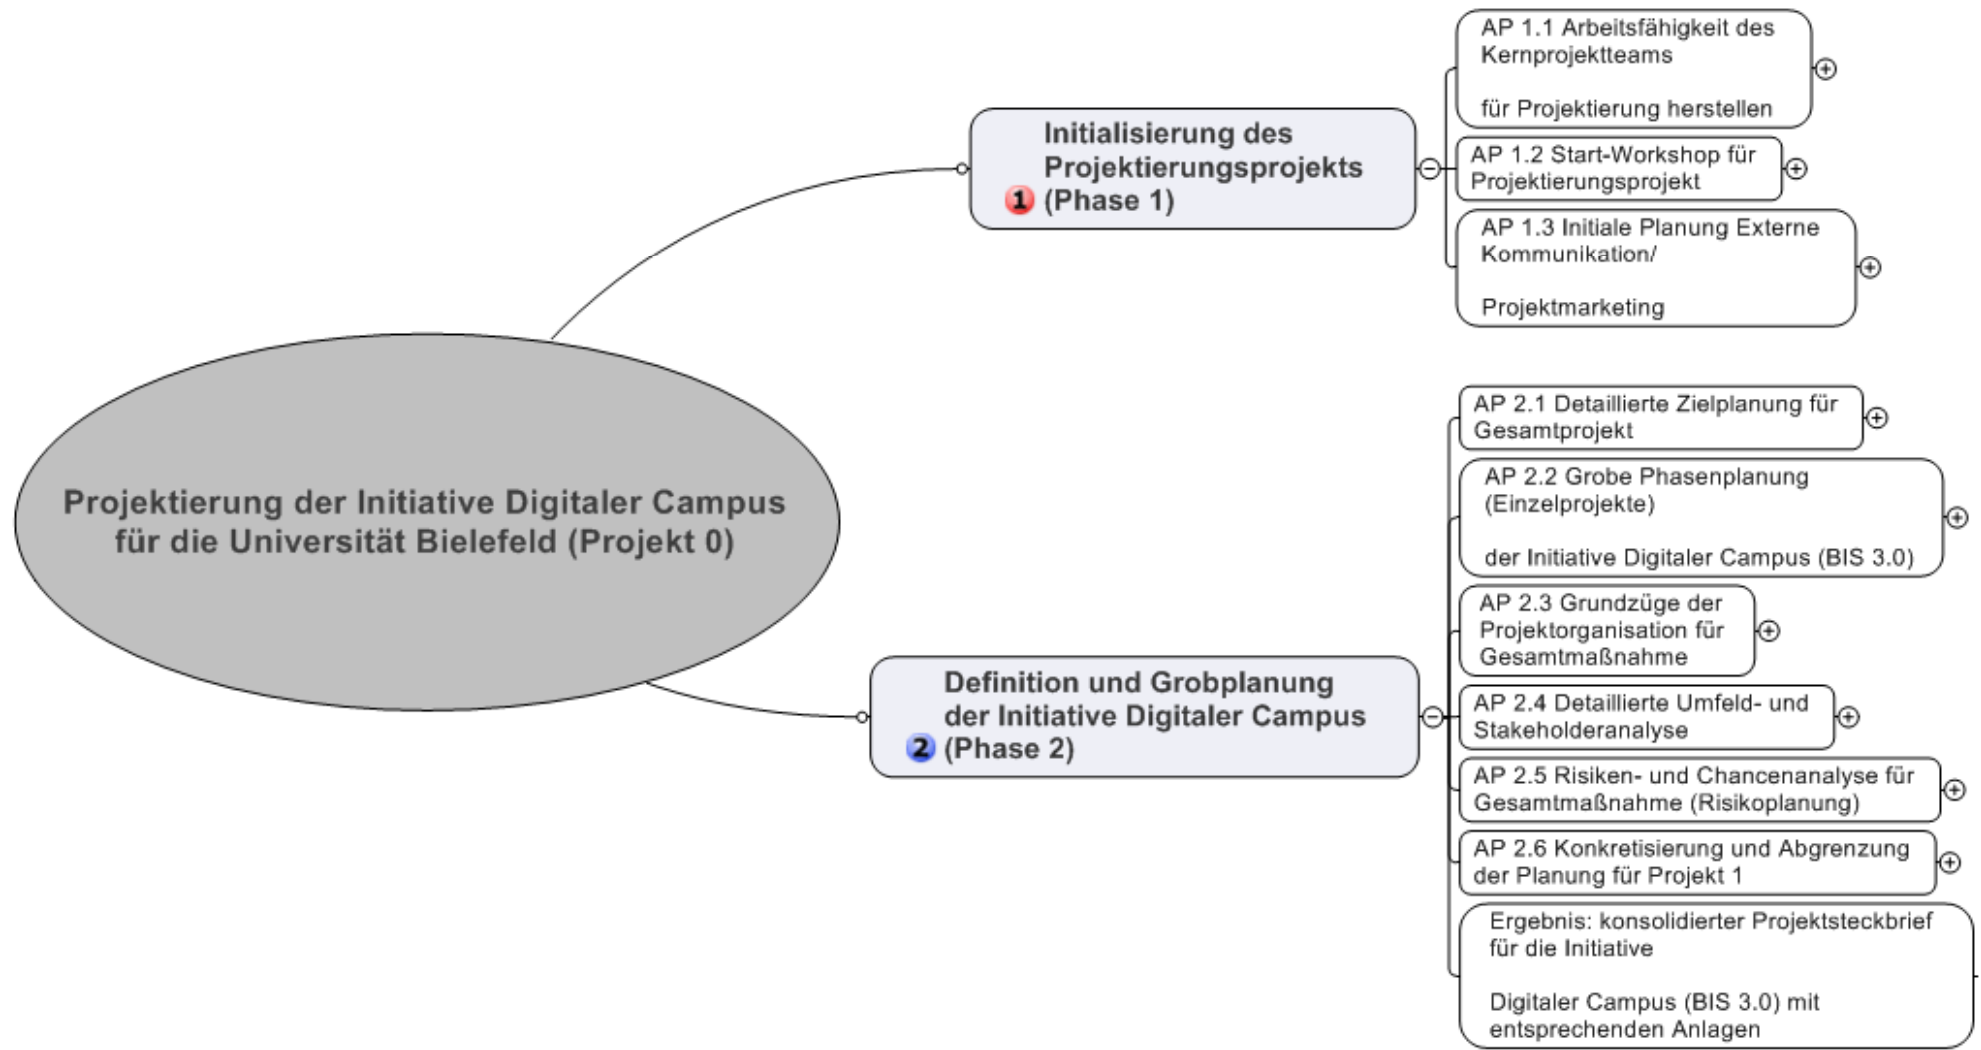 Projektierung der Initiative Digitaler Campus
für die Universität Bielefeld (Projekt 0)
Initialisierung des
Projektierungsprojekts
1 (Phase 1)
AP 1.1 Arbeitsfähigkeit des
Kernprojektteams
für Projektierung herstellen
AP 1.2 Start-Workshop für
Projektierungsprojekt
AP 1.3 Initiale Planung Externe
Kommunikation/
Projektmarketing
Definition und Grobplanung
der Initiative Digitaler Campus
2 (Phase 2)
AP 2.1 Detaillierte Zielplanung für
Gesamtprojekt
AP 2.2 Grobe Phasenplanung
(Einzelprojekte)
der Initiative Digitaler Campus (BIS 3.0)
AP 2.3 Grundzüge der
Projektorganisation für
Gesamtmaßnahme
AP 2.4 Detaillierte Umfeld- und
Stakeholderanalyse
AP 2.5 Risiken- und Chancenanalyse für
Gesamtmaßnahme (Risikoplanung)
AP 2.6 Konkretisierung und Abgrenzung
der Planung für Projekt 1
Ergebnis: konsolidierter Projektsteckbrief
für die Initiative
Digitaler Campus (BIS 3.0) mit
entsprechenden Anlagen